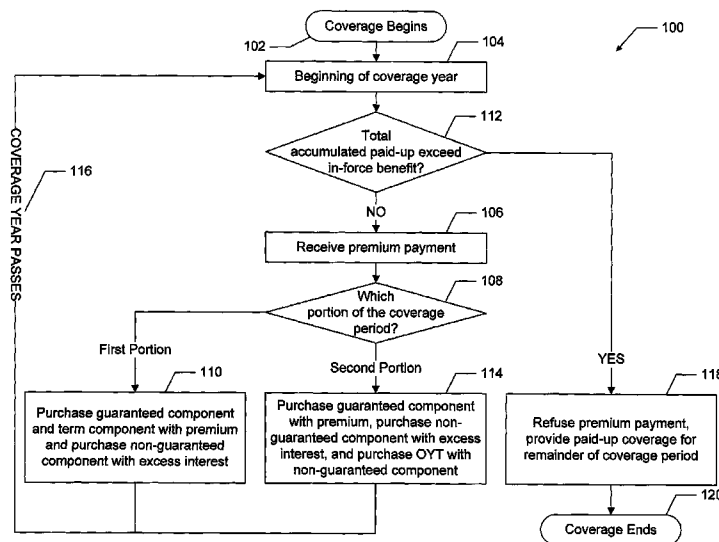 Coverage Begins
102
104
100
Beginning of coverage year
112
Total
accumulated paid-up exceed
in-force benefit?
COVERAGE YEAR PASSES
116
NO
106
Receive premium payment
108
Which
portion of the coverage
period?
First Portion
Second Portion
YES
110
114
118
Purchase guaranteed component
and term component with premium
and purchase non-guaranteed
component with excess interest
Purchase guaranteed component
with premium, purchase non-
guaranteed component with excess
interest, and purchase OYT with
non-guaranteed component
Refuse premium payment,
provide paid-up coverage for
remainder of coverage period
120
Coverage Ends